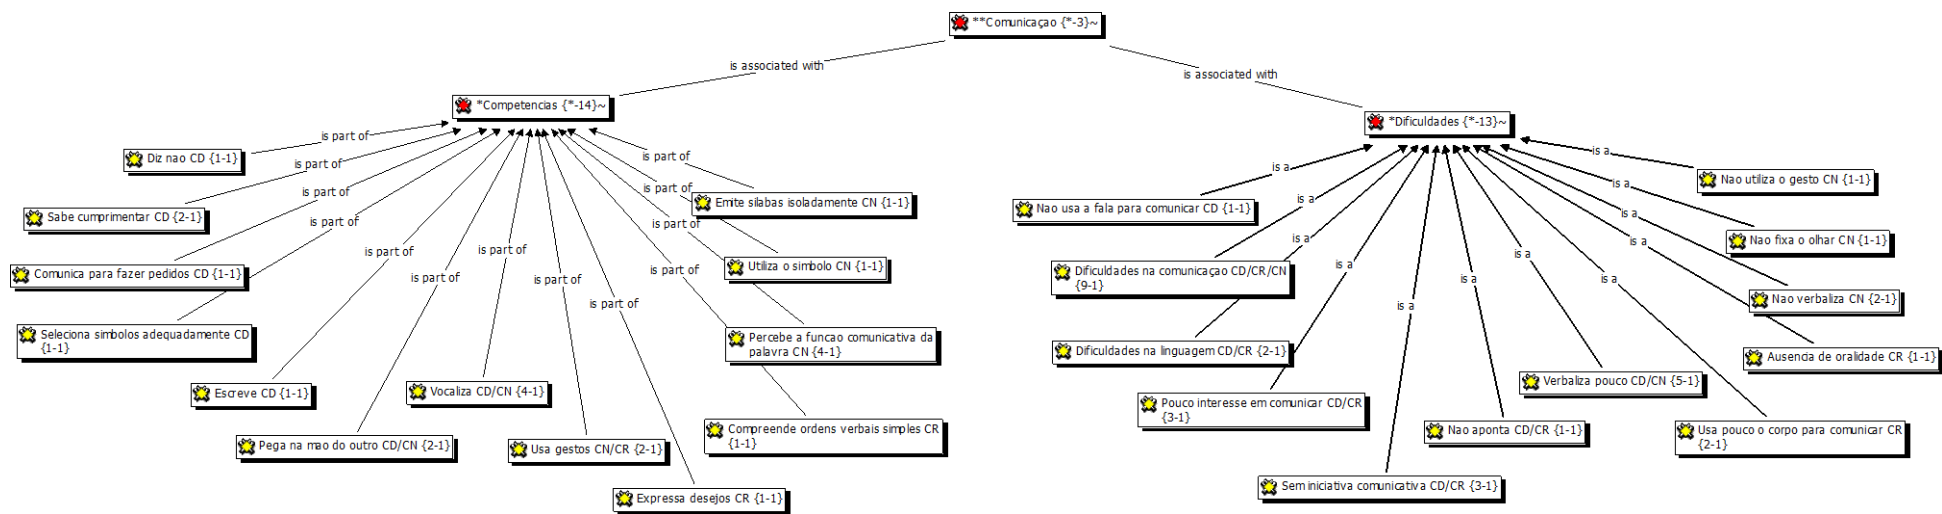 **Comunicaçao {*-3}~
is associated with
is associated with
*Competencias {*-14}~
*Dificuldades {*-13}~
is part of
Diz nao CD {1-1}
is part of
Sabe cumprimentar CD {2-1}
is part of
Comunica para fazer pedidos CD {1-1}
is part of
Seleciona simbolos adequadamente CD
{1-1}
is part of
Escreve CD {1-1}
is part of
Pega na mao do outro CD/CN {2-1}
is part of
Vocaliza CD/CN {4-1}
is part of
Usa gestos CN/CR {2-1}
is part of
Expressa desejos CR {1-1}
is part of
Compreende ordens verbais simples CR
{1-1}
is part of
Percebe a funcao comunicativa da
palavra CN {4-1}
is part of
Utiliza o simbolo CN {1-1}
is part of
Emite silabas isoladamente CN {1-1}
is a
Nao usa a fala para comunicar CD {1-1}
is a
Dificuldades na comunicaçao CD/CR/CN
{9-1}
is a
Dificuldades na linguagem CD/CR {2-1}
is a
Pouco interesse em comunicar CD/CR
{3-1}
is a
Sem iniciativa comunicativa CD/CR {3-1}
is a
Nao aponta CD/CR {1-1}
is a
Verbaliza pouco CD/CN {5-1}
is a
Usa pouco o corpo para comunicar CR
{2-1}
is a
Ausencia de oralidade CR {1-1}
is a
Nao verbaliza CN {2-1}
is a
Nao fixa o olhar CN {1-1}
is a
Nao utiliza o gesto CN {1-1}